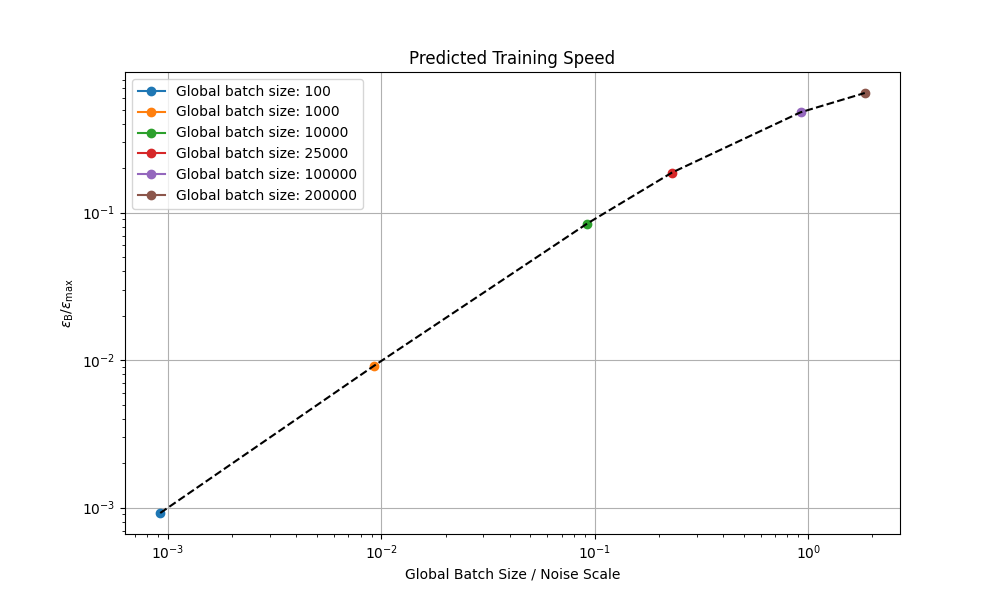 Predicted Training Speed
Global batch size: 100
Global batch size: 1000
Global batch size: 10000
Global batch size: 25000
Global batch size: 100000
Global batch size: 200000
10⁻¹
10⁻²
10⁻³
ε_B/ε_max
10⁻³ 10⁻² 10⁻¹ 10⁰
Global Batch Size / Noise Scale